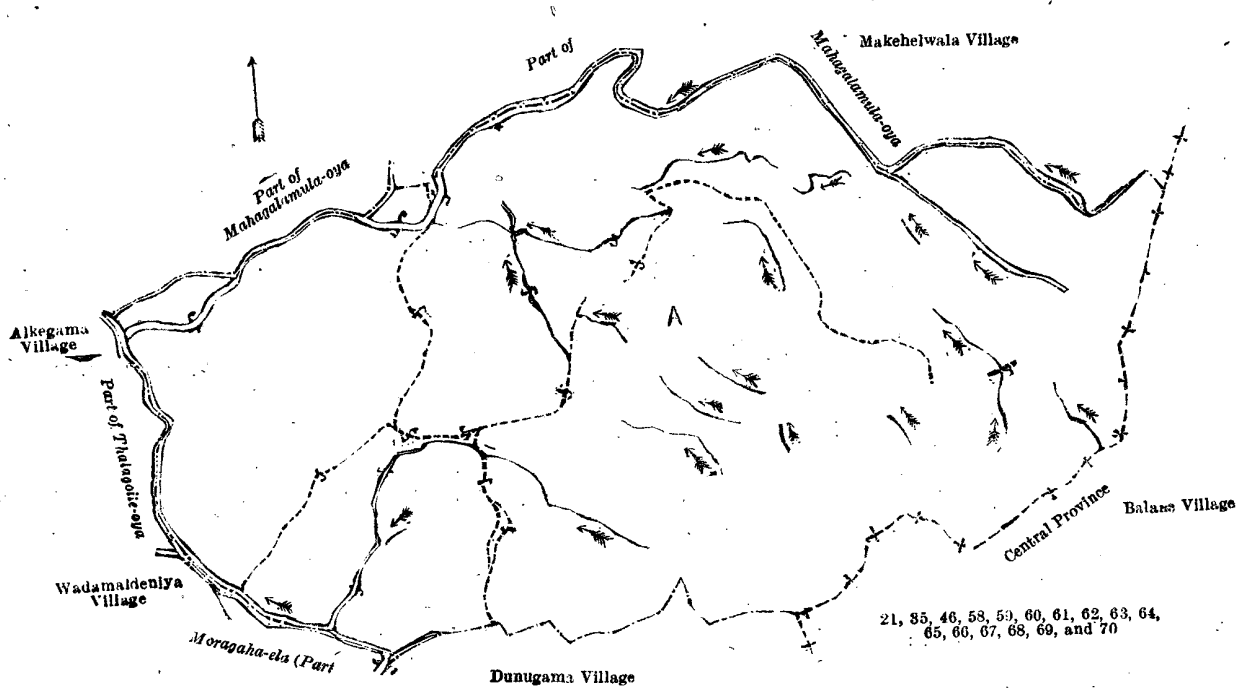 Part of
Makehelwala Village
Mahagalamula-oya
Part of
Mahagalamula-oya
A
Alkegama
Village
Part of Thalagolle-oya
Central Province
Balana Village
Wadamaldeniya
Village
21, 35, 46, 58, 59, 60, 61, 62, 63, 64,
65, 66, 67, 68, 69, and 70
Moragaha-ela (Part
Dunugama Village